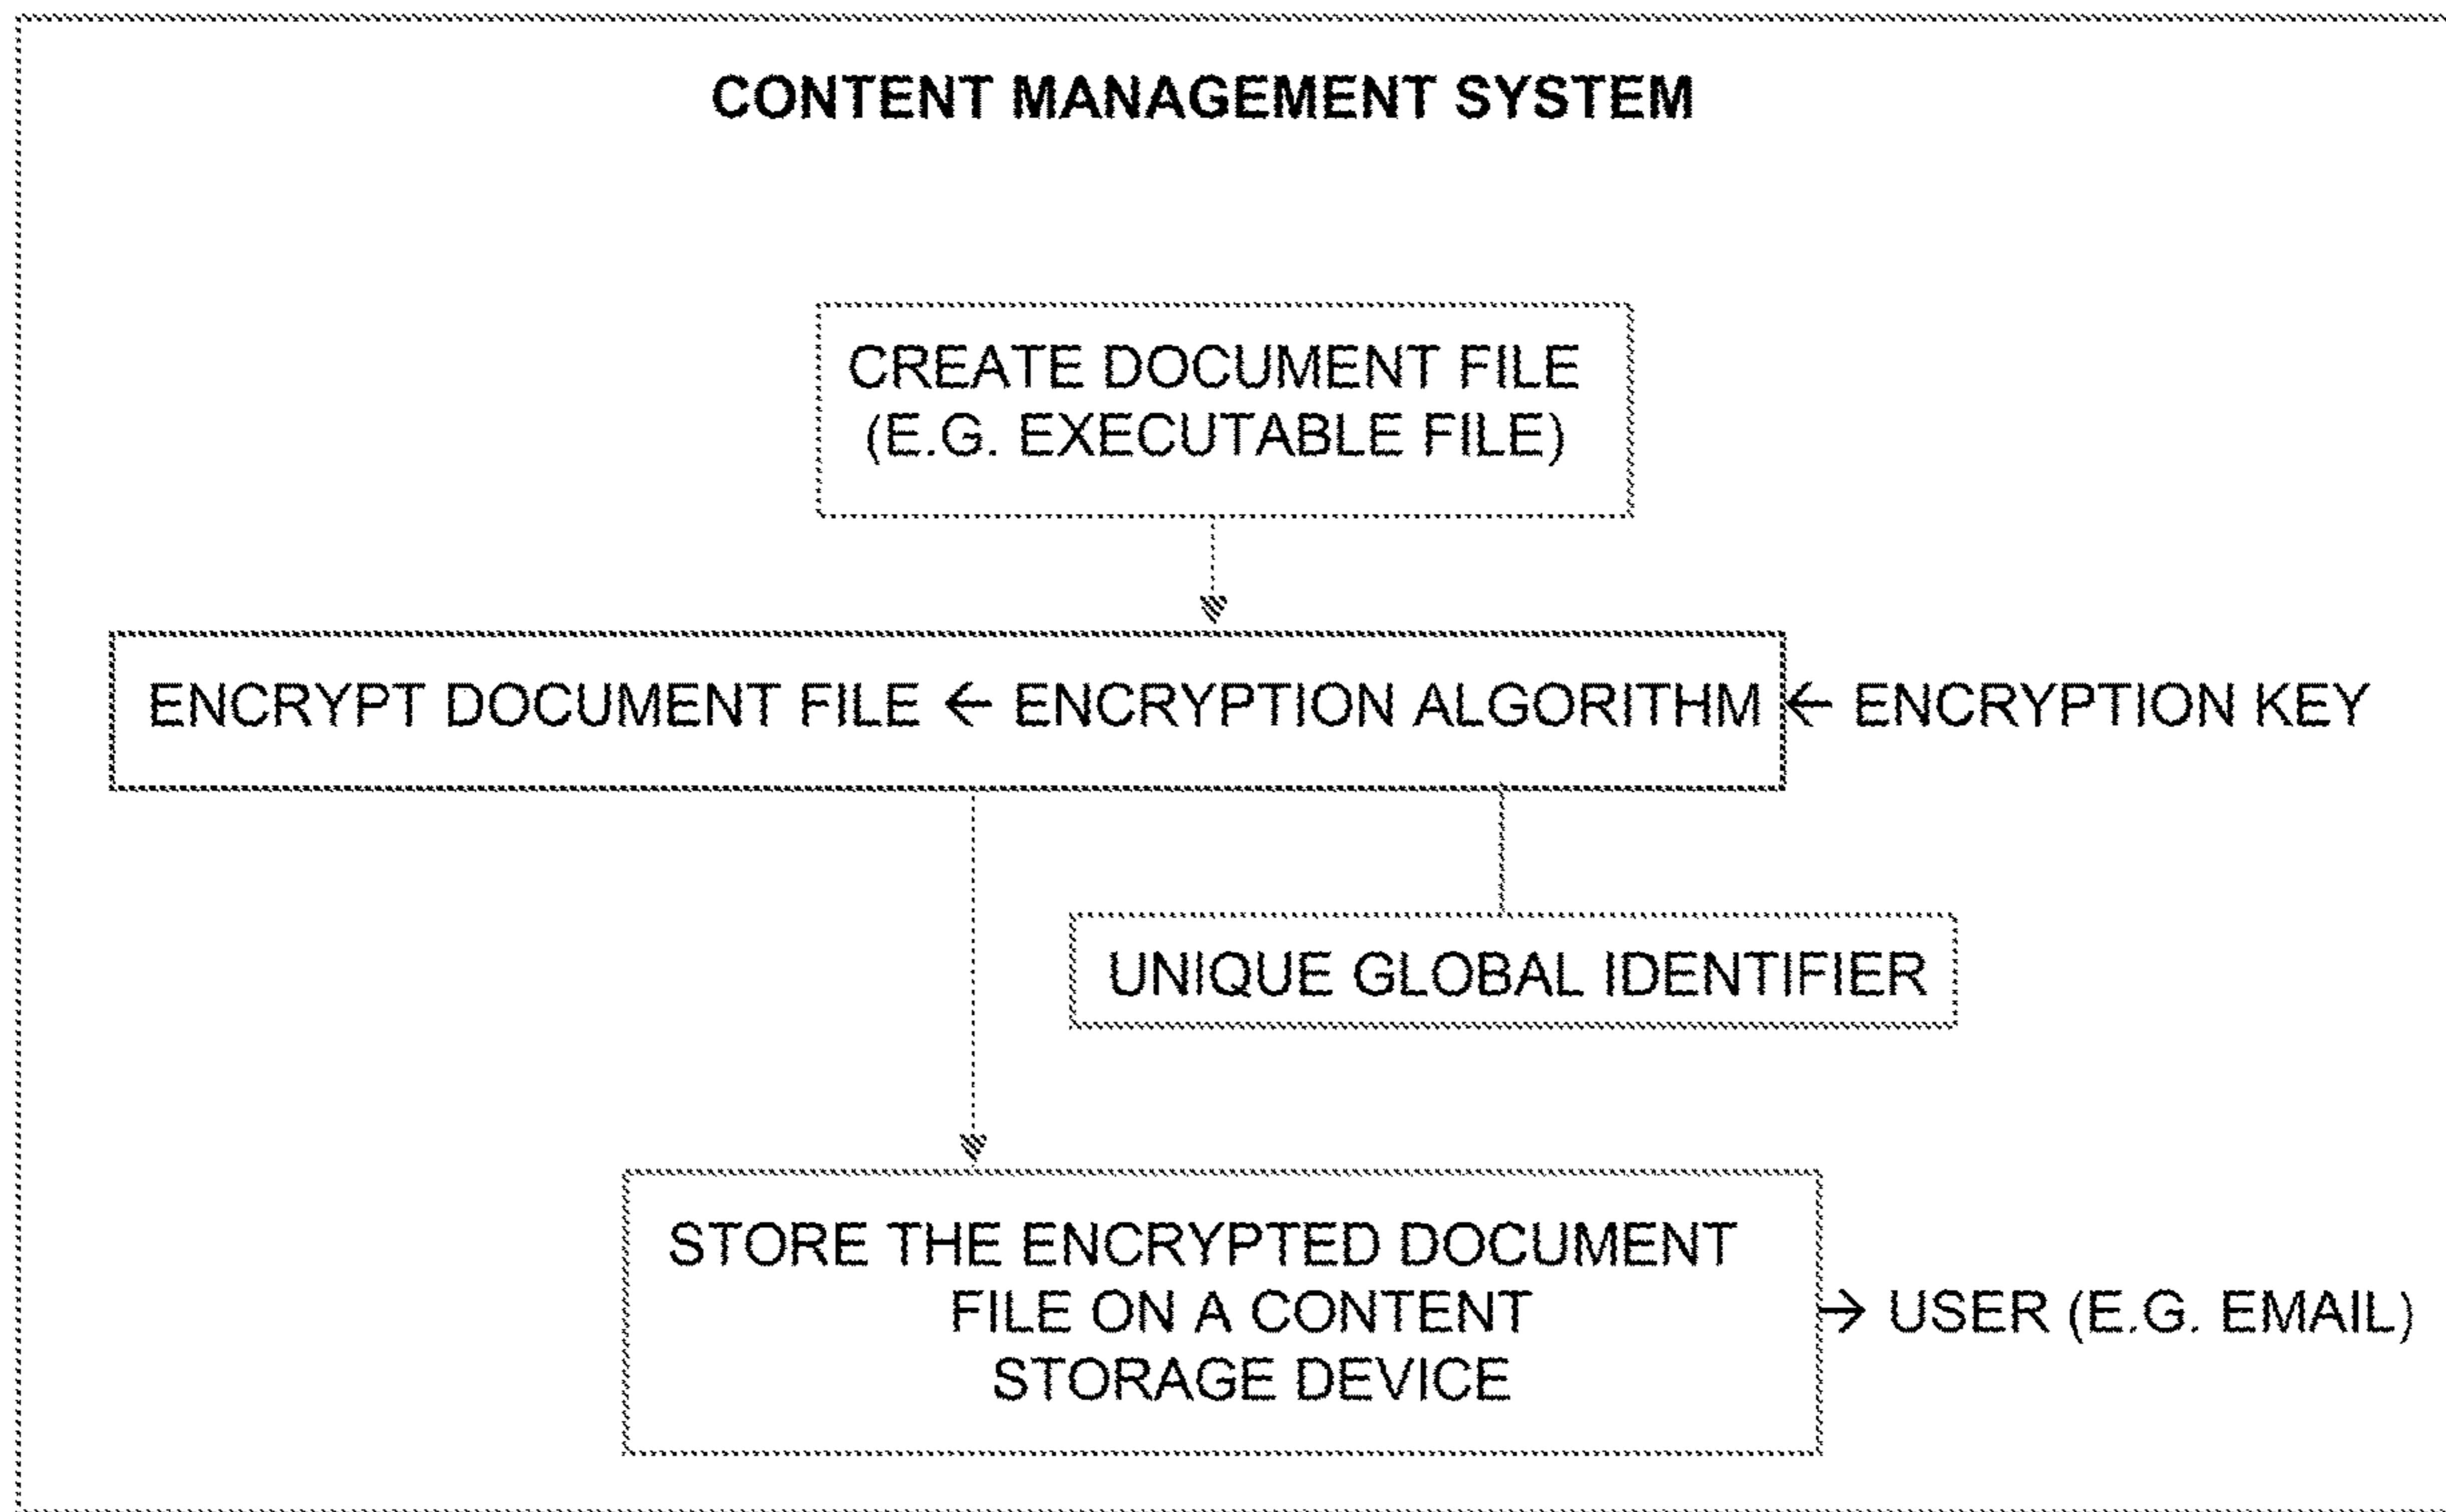 CONTENT MANAGEMENT SYSTEM
CREATE DOCUMENT FILE
(E.G. EXECUTABLE FILE)
ENCRYPT DOCUMENT FILE ← ENCRYPTION ALGORITHM ← ENCRYPTION KEY
UNIQUE GLOBAL IDENTIFIER
STORE THE ENCRYPTED DOCUMENT
FILE ON A CONTENT
STORAGE DEVICE
→ USER (E.G. EMAIL)